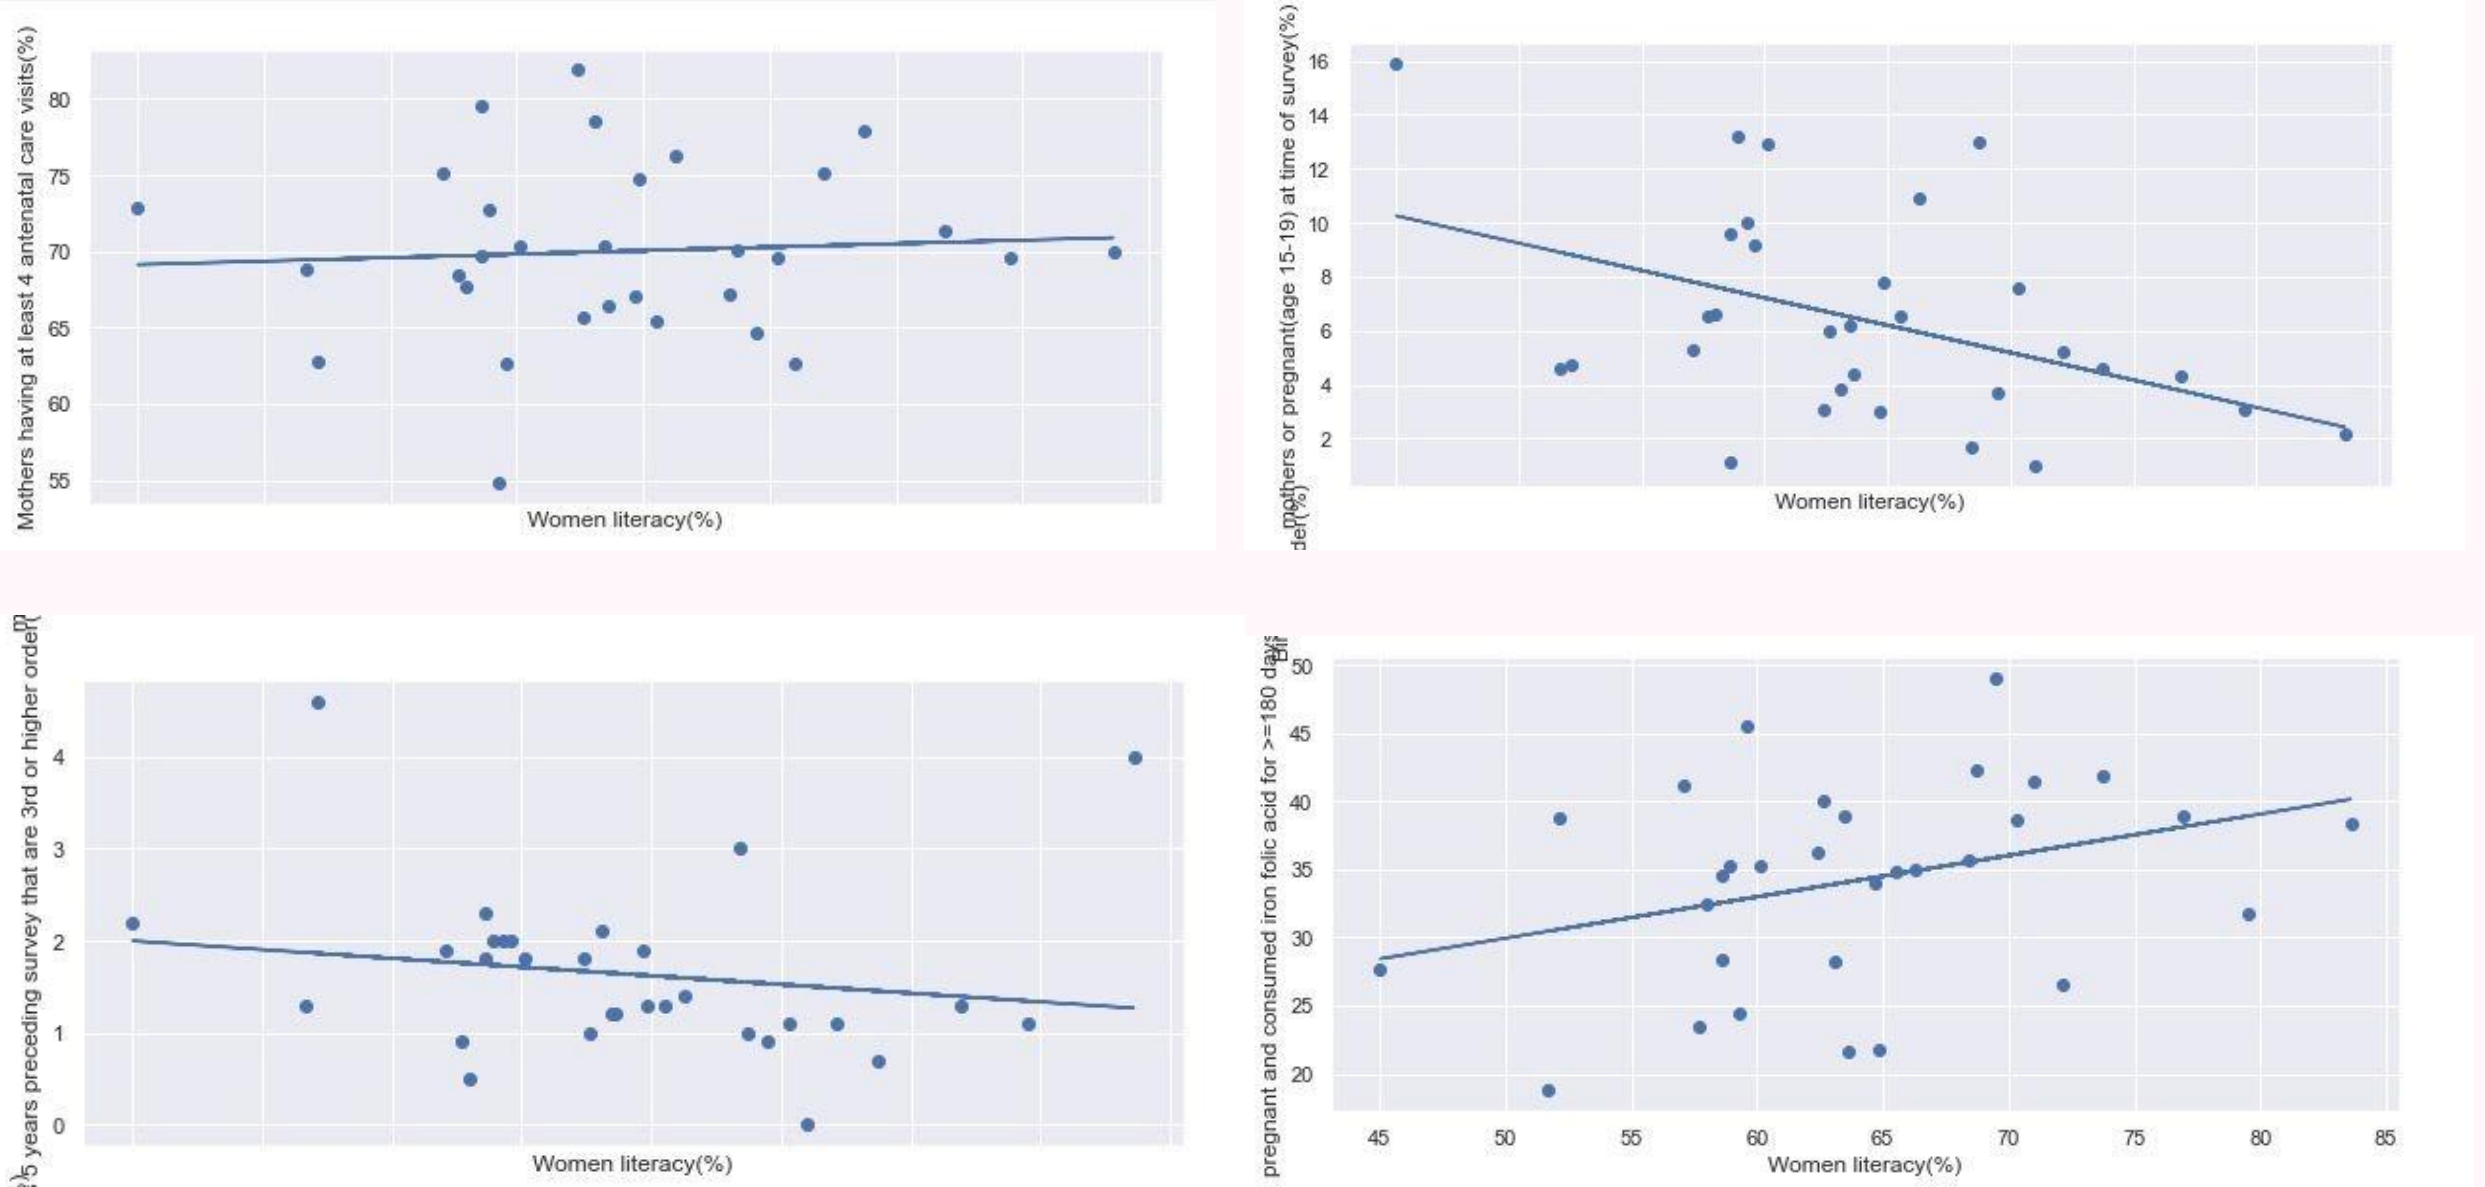 Mothers having at least 4 antenatal care visits(%)
80
75
70
65
60
55
Women literacy(%)
mothers or pregnant(age 15-19) at time of survey(%)
16
14
12
10
8
6
4
2
Women literacy(%)
der(%)
5 years preceding survey that are 3rd or higher order(
4
3
2
1
0
Women literacy(%)
pregnant and consumed iron folic acid for >=180 days
50
45
40
35
30
25
20
45 50 55 60 65 70 75 80 85
Women literacy(%)